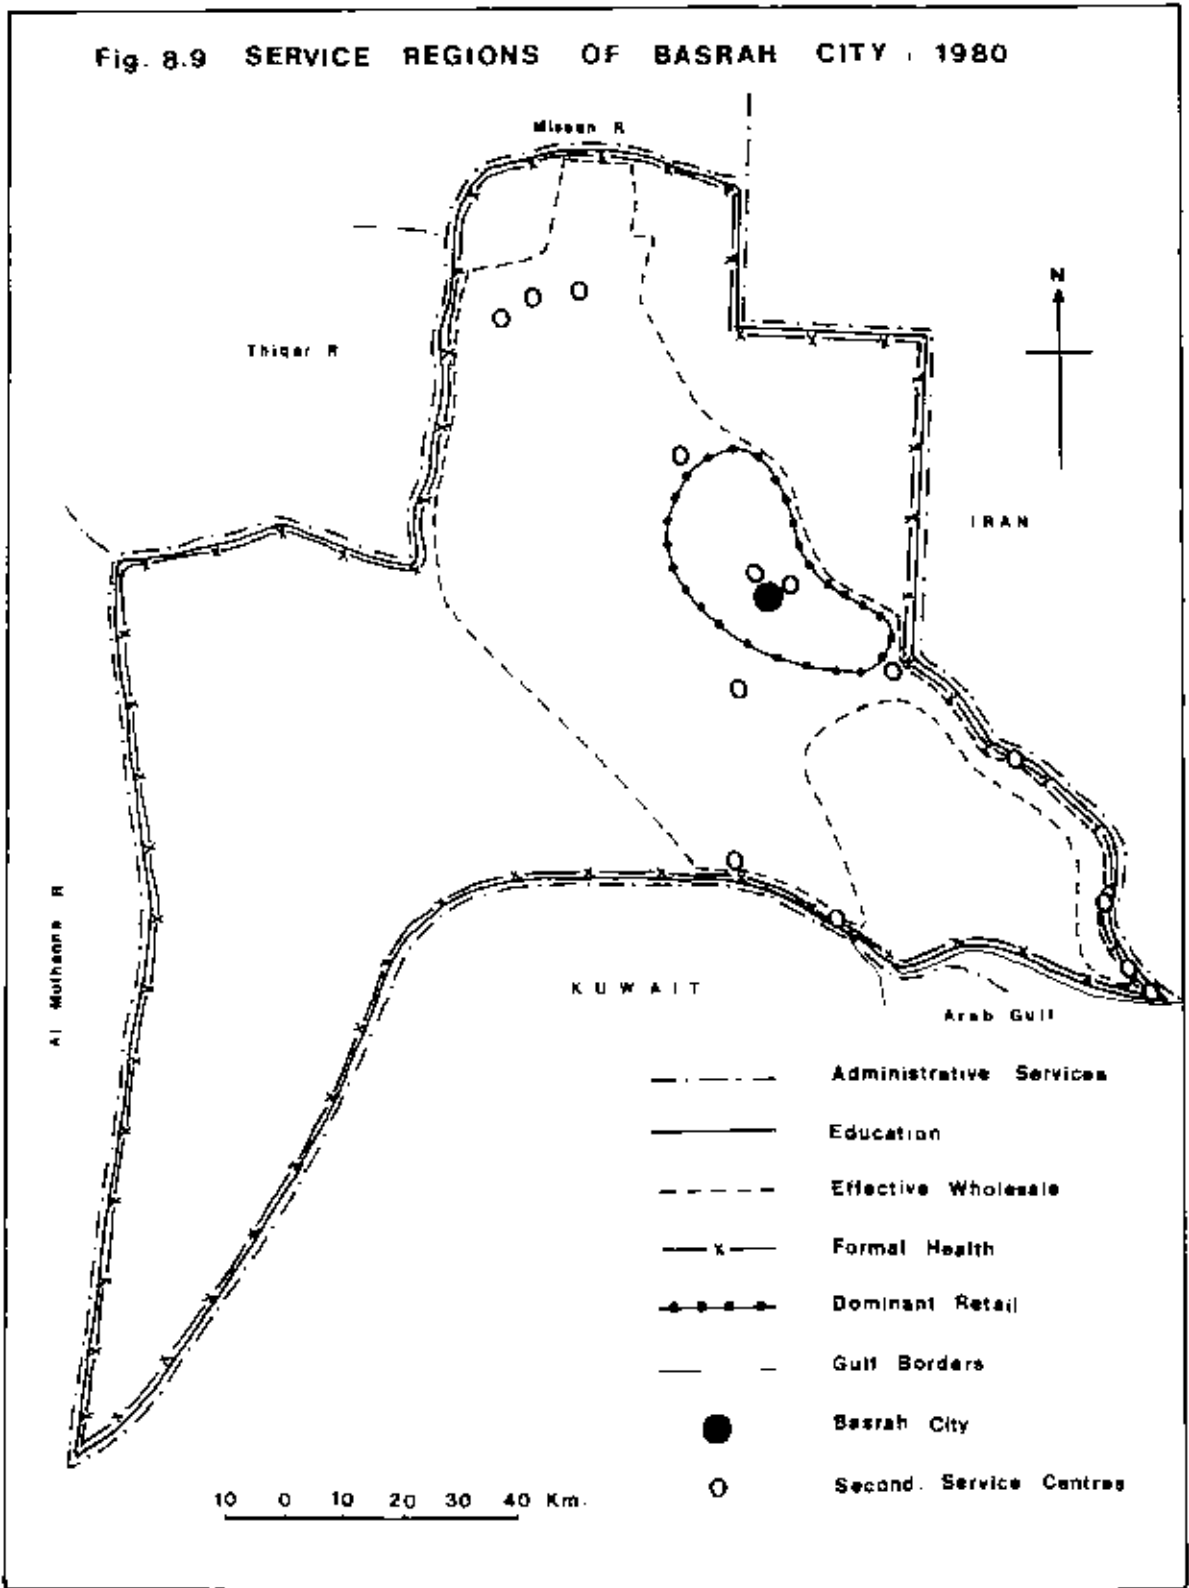 Fig. 8.9 SERVICE REGIONS OF BASRAH CITY , 1980
Missan R
N
Thiqar R
IRAN
Al Muthanna R
KUWAIT
Arab Gulf
Administrative Services
Education
Effective Wholesale
Formal Health
Dominant Retail
Gulf Borders
Basrah City
Second. Service Centres
10 0 10 20 30 40 Km.